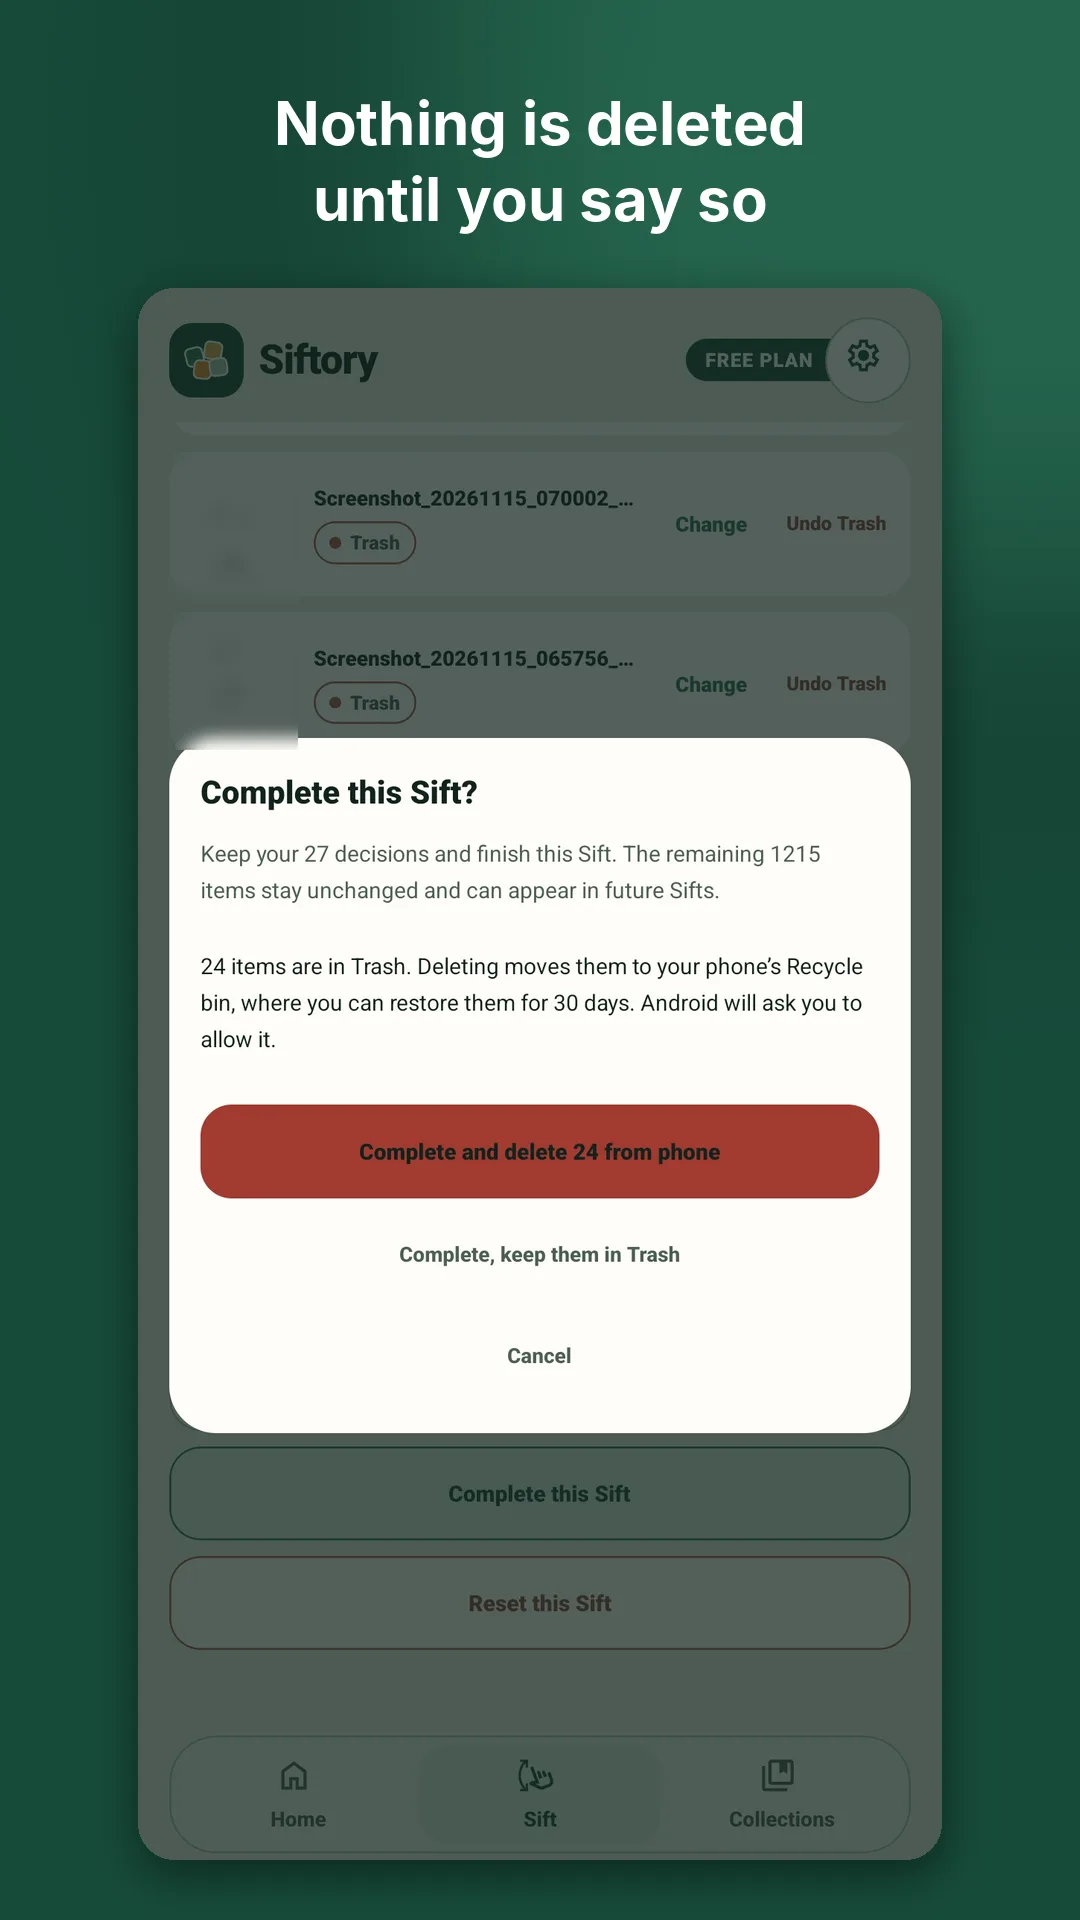 Nothing is deleted
until you say so
Siftory
FREE PLAN
Screenshot_20261115_070002_...
Trash
Change
Undo Trash
Screenshot_20261115_065756_...
Trash
Change
Undo Trash
Complete this Sift?
Keep your 27 decisions and finish this Sift. The remaining 1215
items stay unchanged and can appear in future Sifts.
24 items are in Trash. Deleting moves them to your phone’s Recycle
bin, where you can restore them for 30 days. Android will ask you to
allow it.
Complete and delete 24 from phone
Complete, keep them in Trash
Cancel
Complete this Sift
Reset this Sift
Home
Sift
Collections